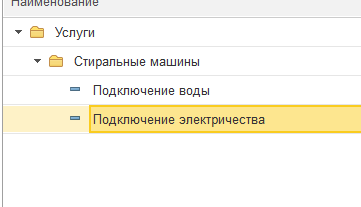 Наименование
Услуги
Стиральные машины
Подключение воды
Подключение электричества